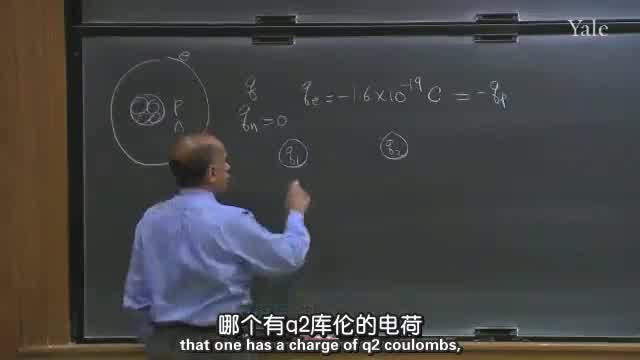 Yale
e
q
q_e = -1.6 × 10^-19 C = -q_p
P
n
q_n = 0
q_1
q_2
哪个有q2库伦的电荷
that one has a charge of q2 coulombs,